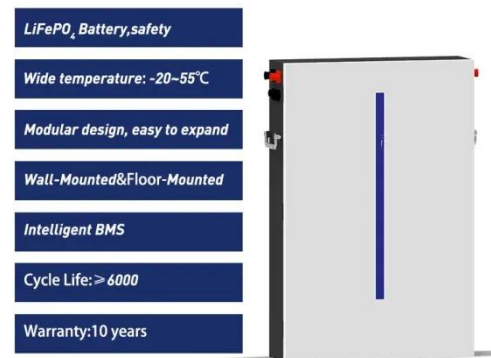 LiFePO₄ Battery,safety
Wide temperature: -20~55℃
Modular design, easy to expand
Wall-Mounted&Floor-Mounted
Intelligent BMS
Cycle Life:≥6000
Warranty:10 years